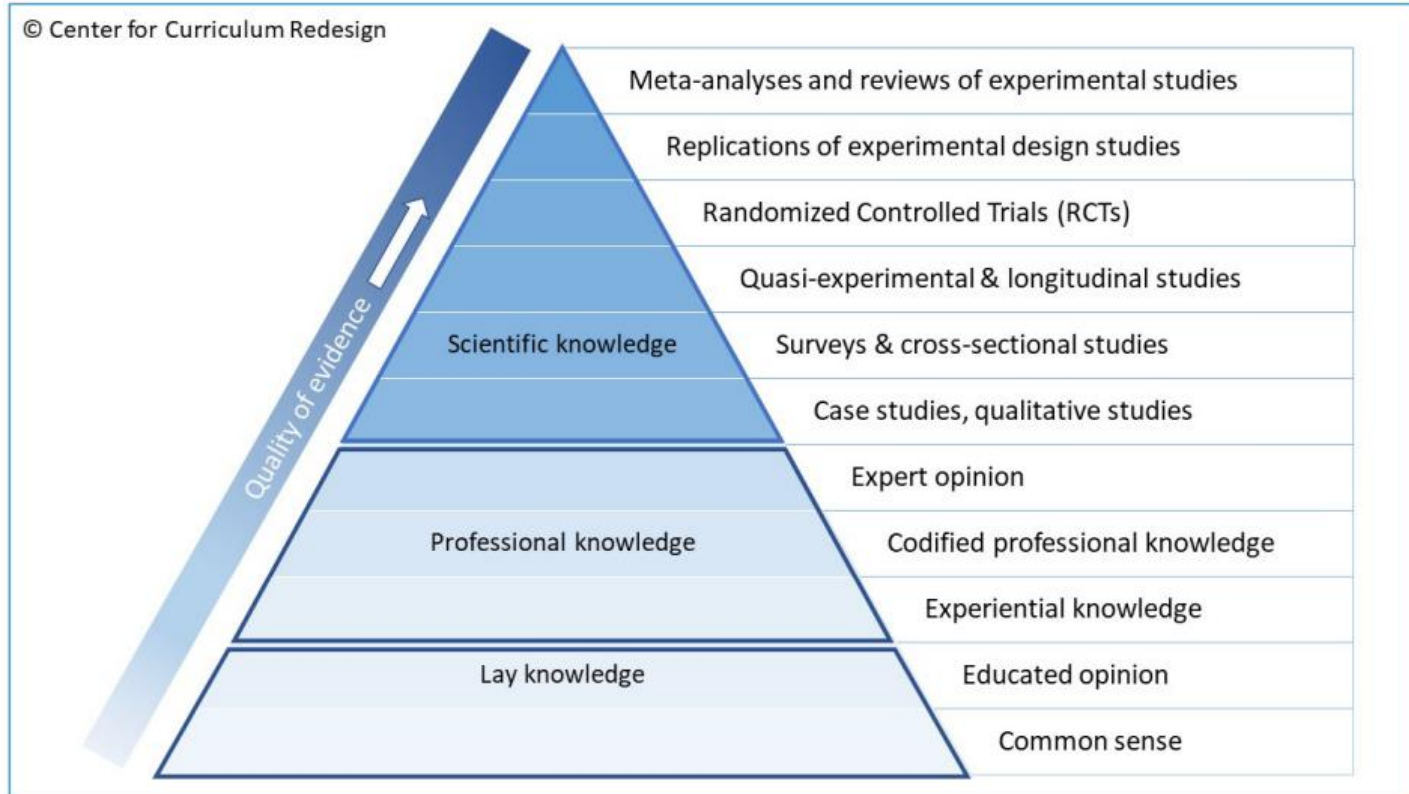 © Center for Curriculum Redesign
Meta-analyses and reviews of experimental studies
Replications of experimental design studies
Randomized Controlled Trials (RCTs)
Quasi-experimental & longitudinal studies
Scientific knowledge
Surveys & cross-sectional studies
Case studies, qualitative studies
Quality of evidence
Expert opinion
Professional knowledge
Codified professional knowledge
Experiential knowledge
Lay knowledge
Educated opinion
Common sense